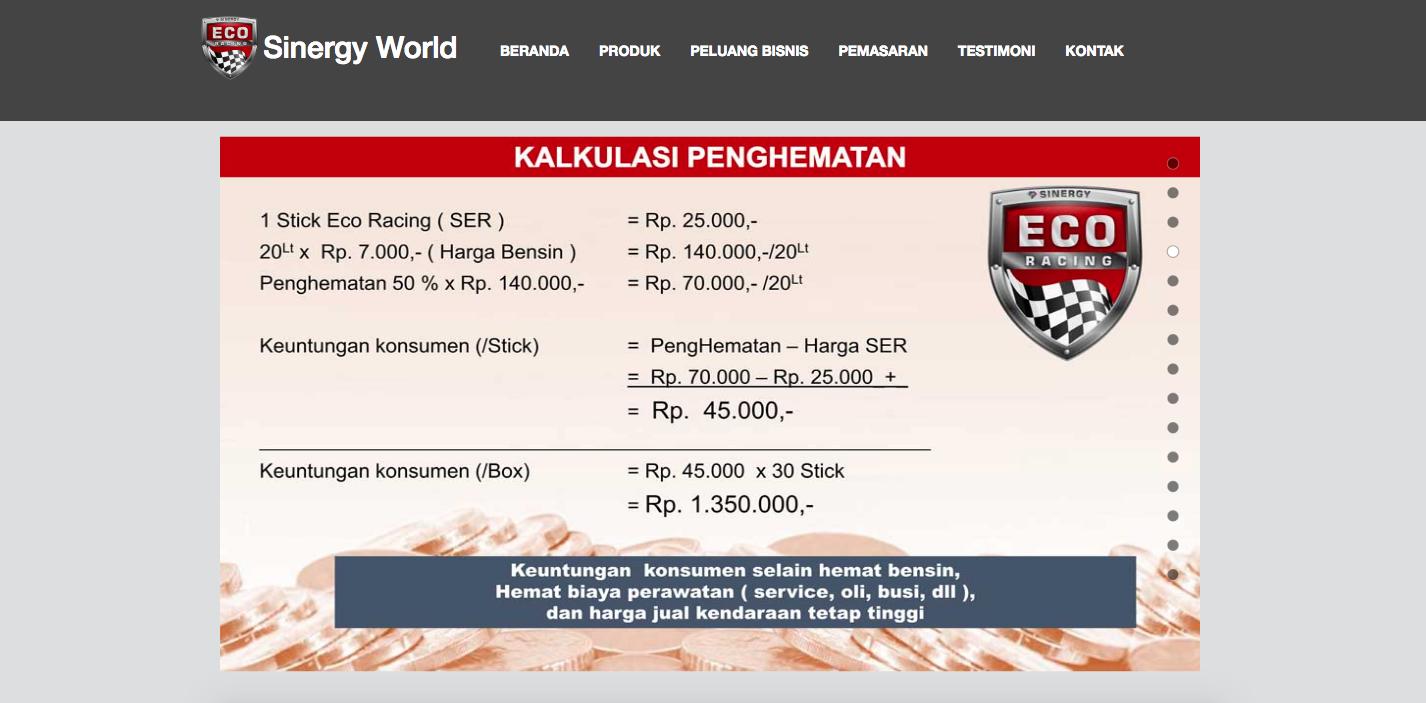 SINERGY
ECO
RACING
Sinergy World
BERANDA PRODUK PELUANG BISNIS PEMASARAN TESTIMONI KONTAK
KALKULASI PENGHEMATAN
SINERGY
ECO
RACING
1 Stick Eco Racing ( SER ) = Rp. 25.000,-
20Lt x Rp. 7.000,- ( Harga Bensin ) = Rp. 140.000,-/20Lt
Penghematan 50 % x Rp. 140.000,- = Rp. 70.000,- /20Lt
Keuntungan konsumen (/Stick) = PengHematan – Harga SER
= Rp. 70.000 – Rp. 25.000 +
= Rp. 45.000,-
Keuntungan konsumen (/Box) = Rp. 45.000 x 30 Stick
= Rp. 1.350.000,-
Keuntungan konsumen selain hemat bensin,
Hemat biaya perawatan ( service, oli, busi, dll ),
dan harga jual kendaraan tetap tinggi